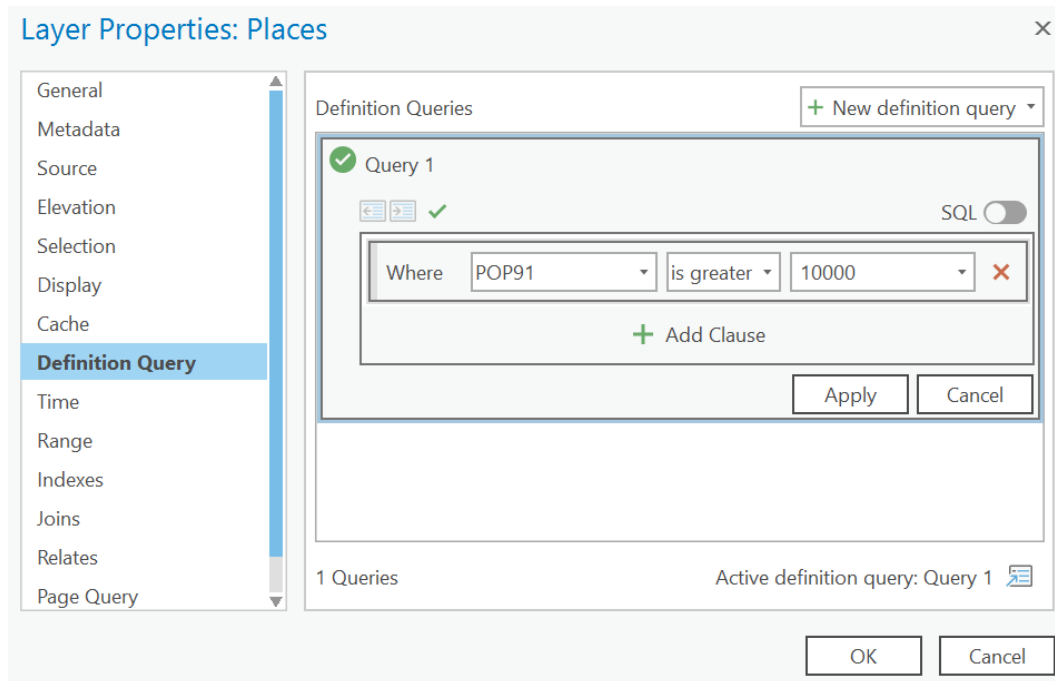 Layer Properties: Places
General
Metadata
Source
Elevation
Selection
Display
Cache
Definition Query
Time
Range
Indexes
Joins
Relates
Page Query
Definition Queries
New definition query
Query 1
SQL
Where POP91 is greater 10000
Add Clause
Apply Cancel
1 Queries
Active definition query: Query 1
OK Cancel